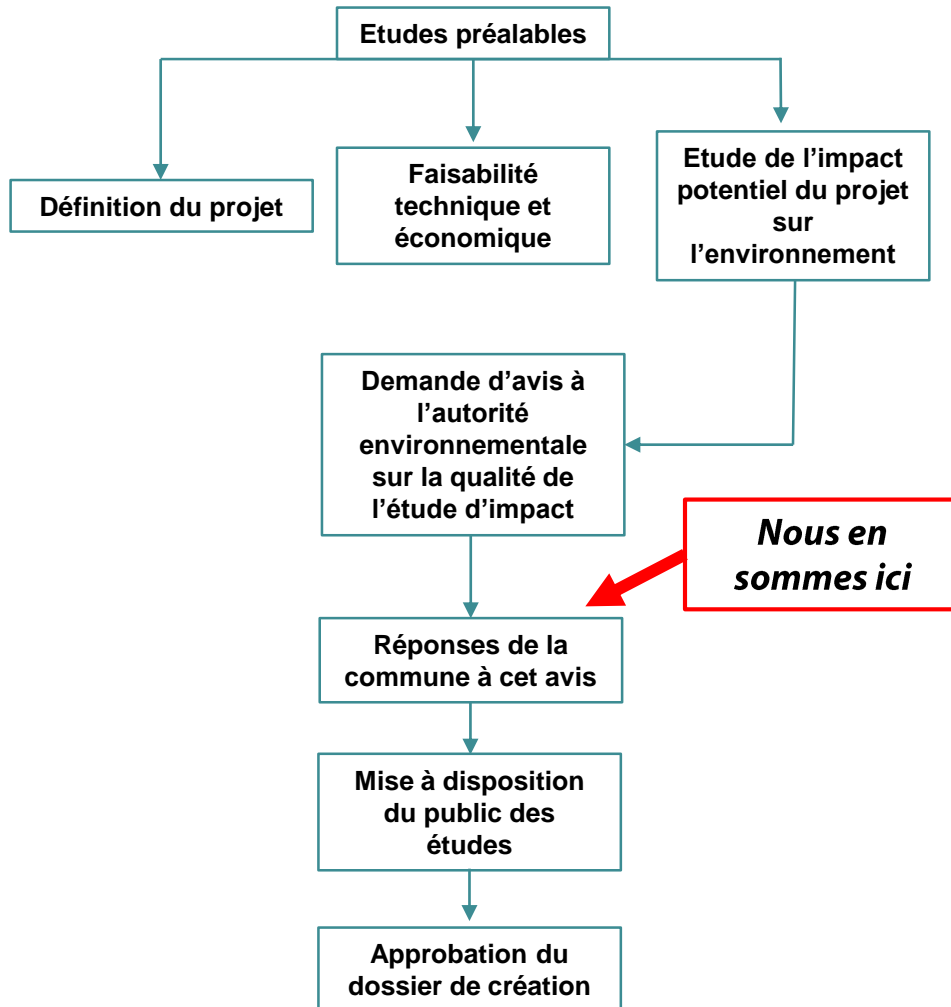 Etudes préalables
Définition du projet
Faisabilité
technique et
économique
Etude de l’impact
potentiel du projet
sur
l’environnement
Demande d’avis à
l’autorité
environnementale
sur la qualité de
l’étude d’impact
Nous en
sommes ici
Réponses de la
commune à cet avis
Mise à disposition
du public des
études
Approbation du
dossier de création